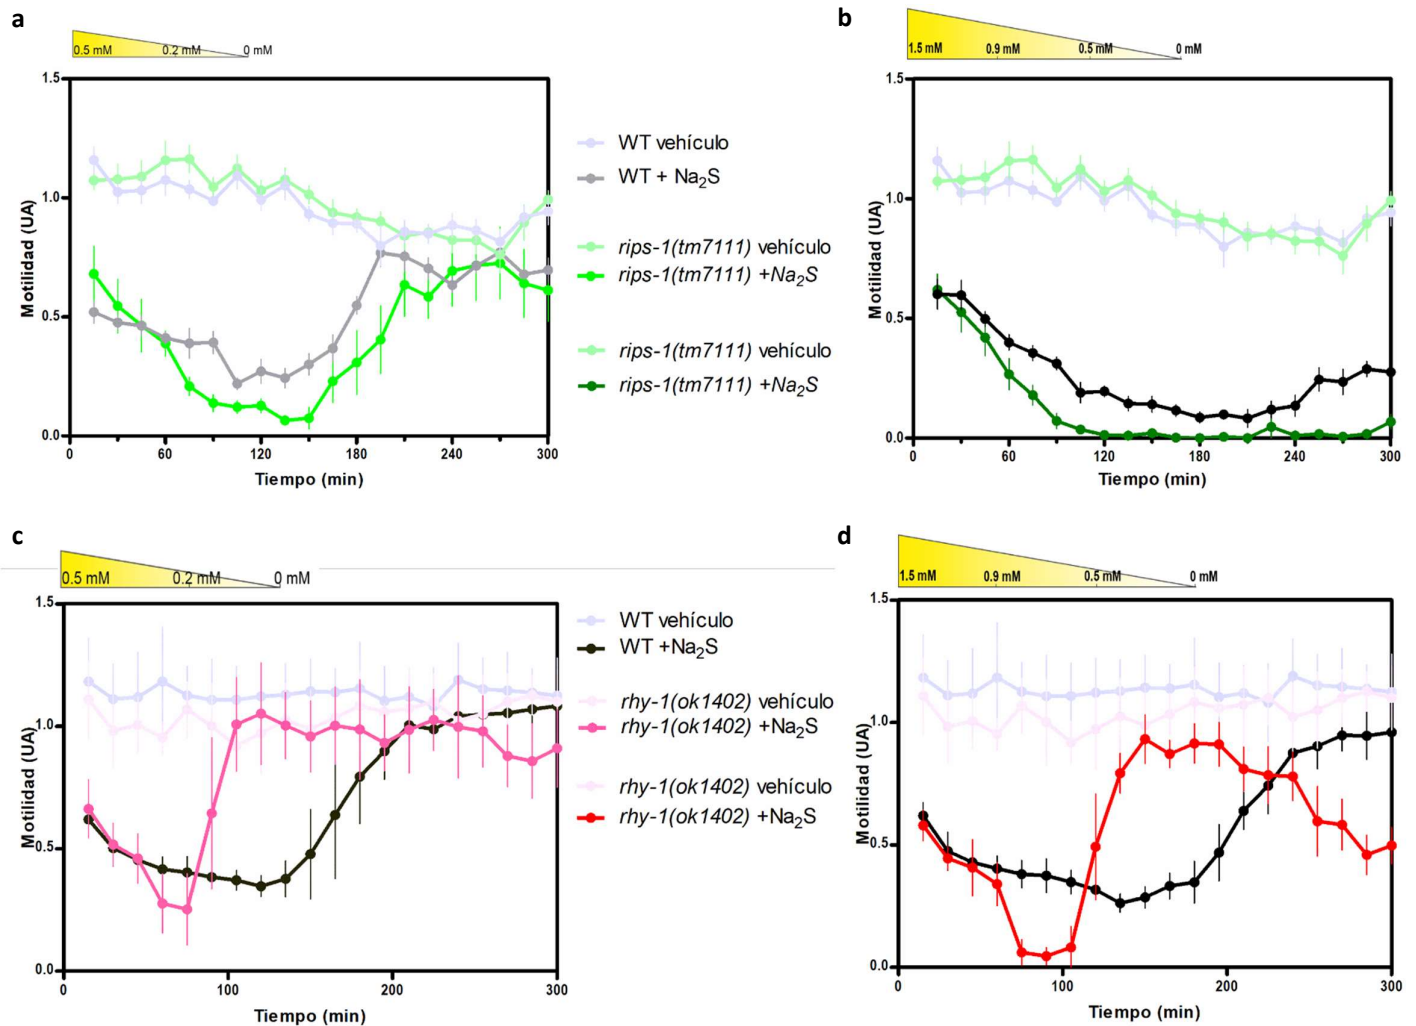 a
0.5 mM 0.2 mM 0 mM
1.5
1.0
0.5
0.0
Motilidad (UA)
0 60 120 180 240 300
Tiempo (min)
WT vehículo
WT + Na₂S
rips-1(tm7111) vehículo
rips-1(tm7111) +Na₂S
rips-1(tm7111) vehículo
rips-1(tm7111) +Na₂S
b
1.5 mM 0.9 mM 0.5 mM 0 mM
1.5
1.0
0.5
0.0
Motilidad (UA)
0 60 120 180 240 300
Tiempo (min)
c
0.5 mM 0.2 mM 0 mM
1.5
1.0
0.5
0.0
Motilidad (UA)
0 100 200 300
Tiempo (min)
WT vehículo
WT +Na₂S
rhy-1(ok1402) vehículo
rhy-1(ok1402) +Na₂S
rhy-1(ok1402) vehículo
rhy-1(ok1402) +Na₂S
d
1.5 mM 0.9 mM 0.5 mM 0 mM
1.5
1.0
0.5
0.0
Motilidad (UA)
0 100 200 300
Tiempo (min)